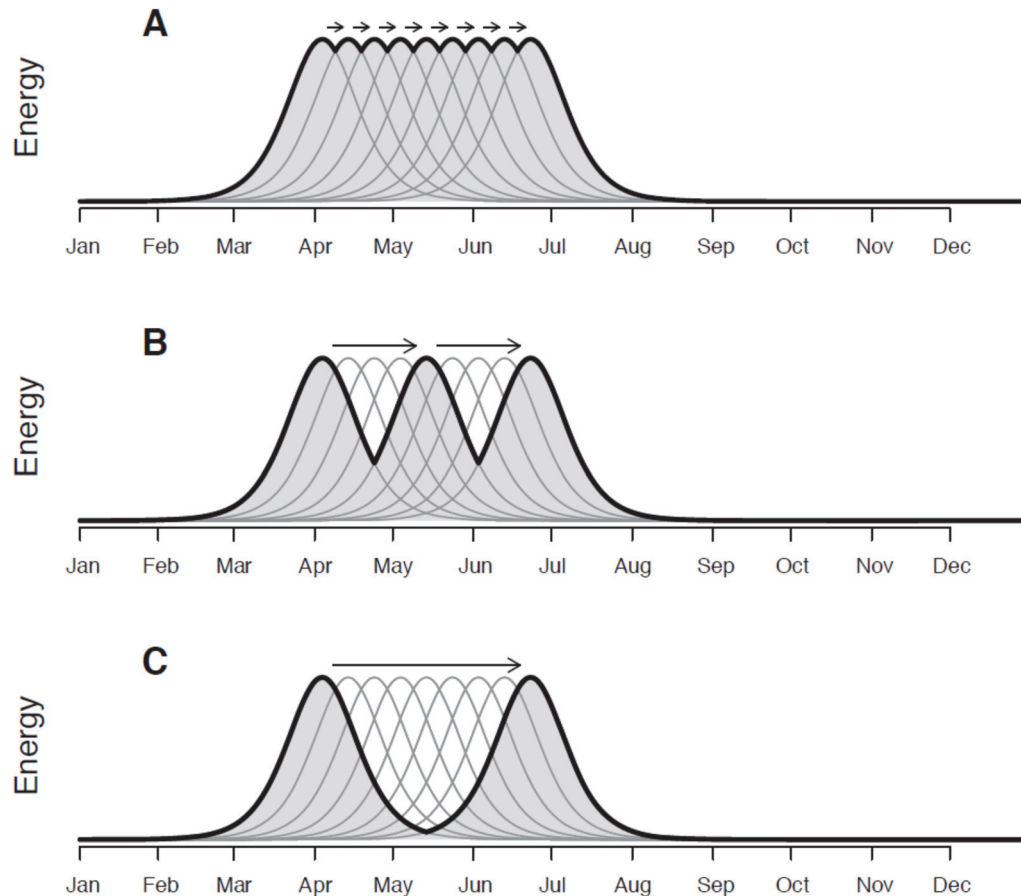 A
Energy
Jan Feb Mar Apr May Jun Jul Aug Sep Oct Nov Dec
B
Energy
Jan Feb Mar Apr May Jun Jul Aug Sep Oct Nov Dec
C
Energy
Jan Feb Mar Apr May Jun Jul Aug Sep Oct Nov Dec